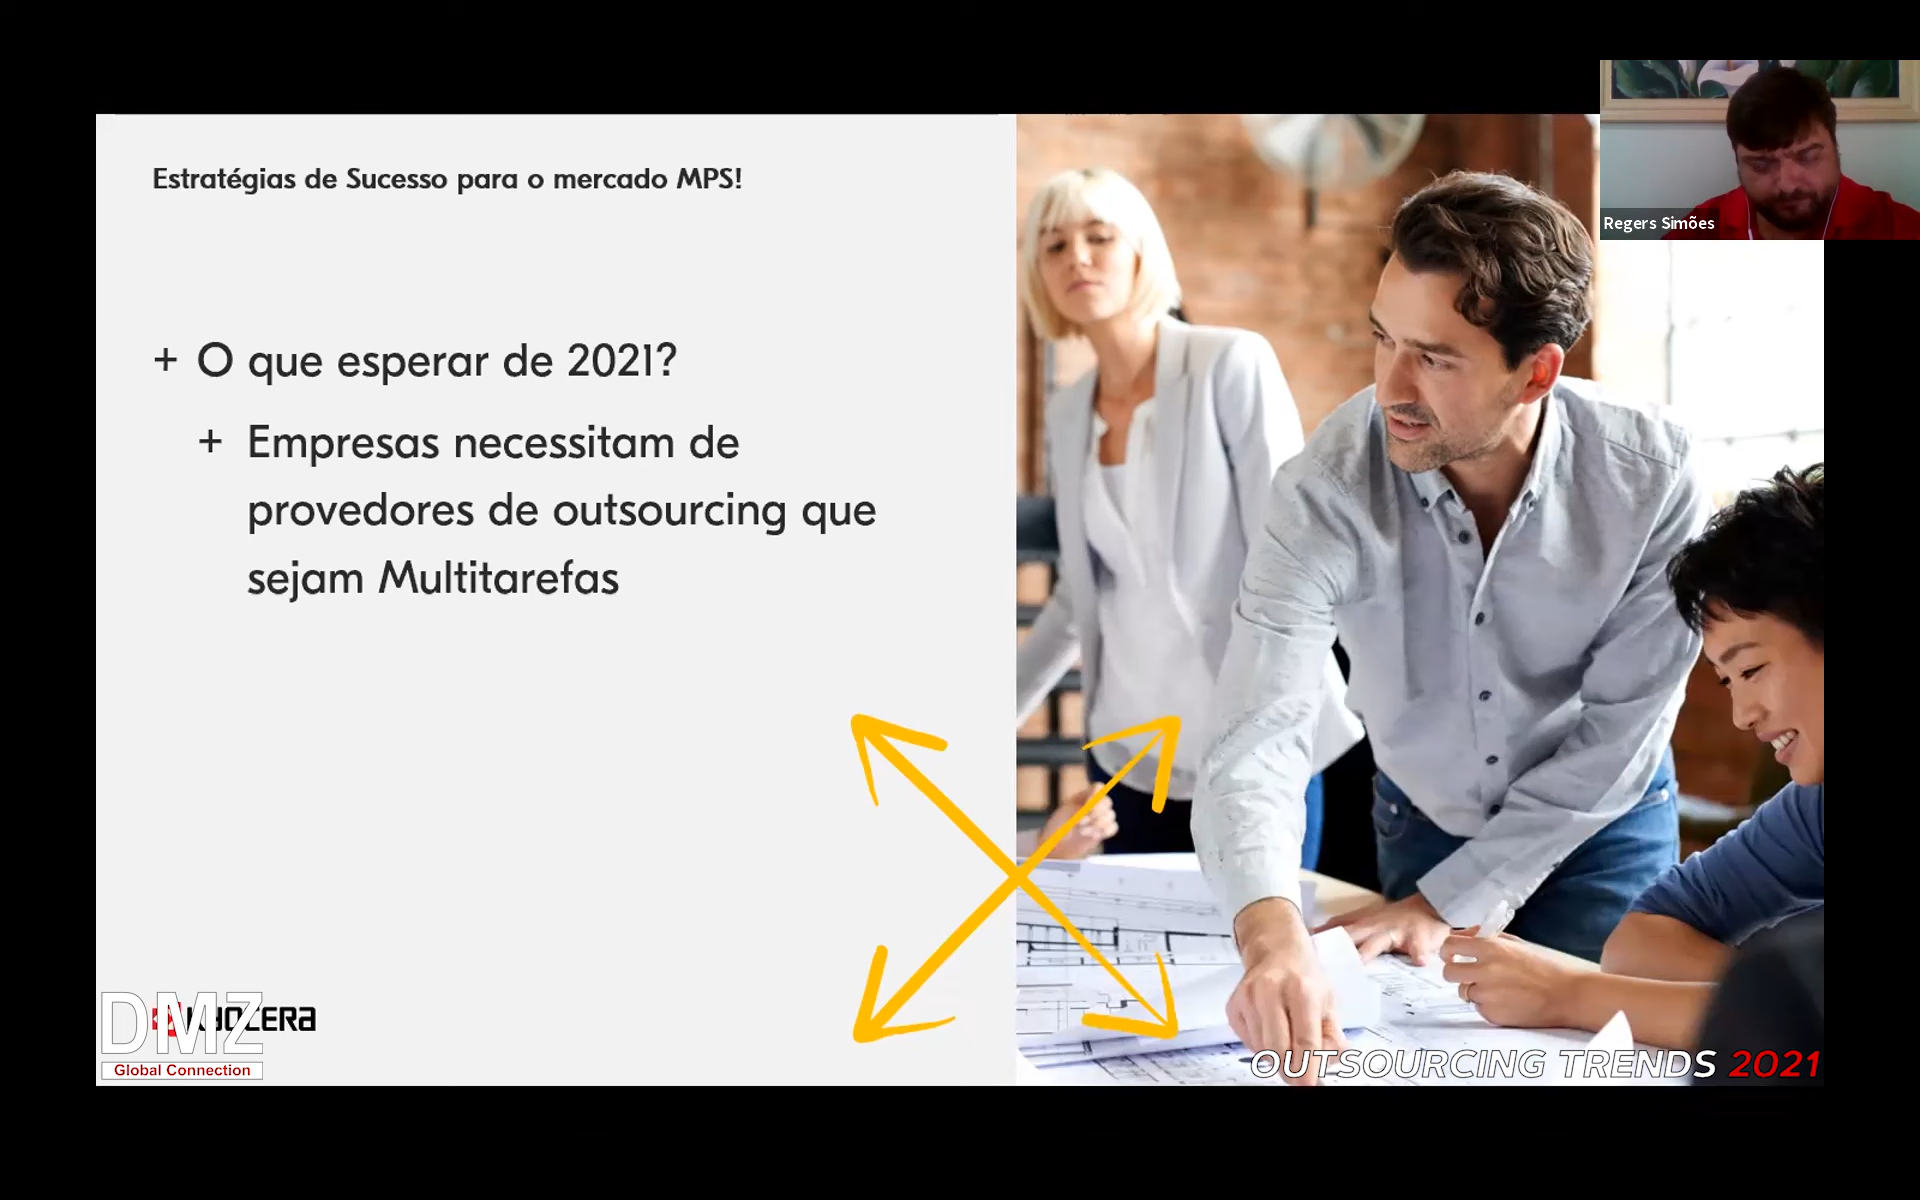 Estratégias de Sucesso para o mercado MPS!
Regers Simões
+ O que esperar de 2021?
+ Empresas necessitam de
provedores de outsourcing que
sejam Multitarefas
DMZ
KYOCERA
Global Connection
OUTSOURCING TRENDS 2021